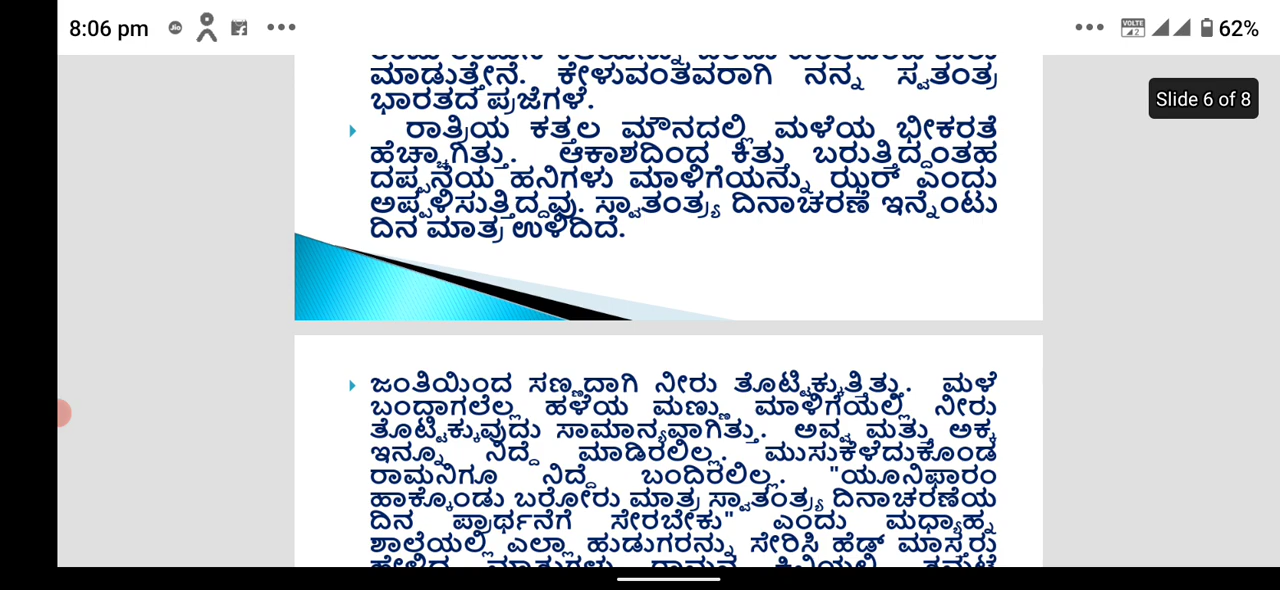 8:06 pm
62%
Slide 6 of 8
ಮಾಡುತ್ತೇನೆ. ಕೇಳುವಂತವರಾಗಿ ನನ್ನ ಸ್ವತಂತ್ರ
ಭಾರತದ ಪ್ರಜೆಗಳೆ.
ರಾತ್ರಿಯ ಕತ್ತಲ ಮೌನದಲ್ಲಿ ಮಳೆಯ ಭೀಕರತೆ
ಹೆಚ್ಚಾಗಿತ್ತು. ಆಕಾಶದಿಂದ ಕಿತ್ತು ಬರುತ್ತಿದ್ದಂತಹ
ದಪ್ಪನೆಯ ಹನಿಗಳು ಮಾಳಿಗೆಯನ್ನು ಝರ್ ಎಂದು
ಅಪ್ಪಳಿಸುತ್ತಿದ್ದವು. ಸ್ವಾತಂತ್ರ್ಯ ದಿನಾಚರಣೆ ಇನ್ನೆಂಟು
ದಿನ ಮಾತ್ರ ಉಳಿದಿದೆ.
ಜಂತಿಯಿಂದ ಸಣ್ಣದಾಗಿ ನೀರು ತೊಟ್ಟಿಕ್ಕುತ್ತಿತ್ತು. ಮಳೆ
ಬಂದಾಗಲೆಲ್ಲ ಹಳೆಯ ಮಣ್ಣು ಮಾಳಿಗೆಯಲ್ಲಿ ನೀರು
ತೊಟ್ಟಿಕ್ಕುವುದು ಸಾಮಾನ್ಯವಾಗಿತ್ತು. ಅವ್ವ ಮತ್ತು ಅಕ್ಕ
ಇನ್ನೂ ನಿದ್ದೆ ಮಾಡಿರಲಿಲ್ಲ. ಮುಸುಕೆಳೆದುಕೊಂಡ
ರಾಮನಿಗೂ ನಿದ್ದೆ ಬಂದಿರಲಿಲ್ಲ. "ಯೂನಿಫಾರಂ
ಹಾಕ್ಕೊಂಡು ಬರೋರು ಮಾತ್ರ ಸ್ವಾತಂತ್ರ್ಯ ದಿನಾಚರಣೆಯ
ದಿನ ಪ್ರಾರ್ಥನೆಗೆ ಸೇರಬೇಕು" ಎಂದು ಮಧ್ಯಾಹ್ನ
ಶಾಲೆಯಲ್ಲಿ ಎಲ್ಲಾ ಹುಡುಗರನ್ನು ಸೇರಿಸಿ ಹೆಡ್ ಮಾಸ್ತರು